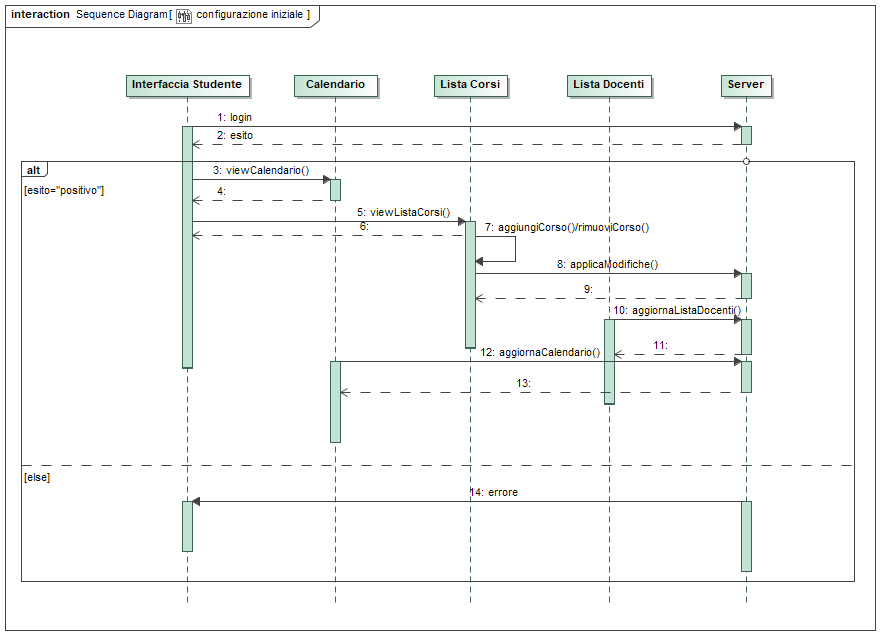 interaction Sequence Diagram [ configurazione iniziale ]
Interfaccia Studente
Calendario
Lista Corsi
Lista Docenti
Server
1: login
2: esito
alt
[esito="positivo"]
3: viewCalendario()
4:
5: viewListaCorsi()
6:
7: aggiungiCorso()/rimuoviCorso()
8: applicaModifiche()
9:
10: aggiornaListaDocenti()
11:
12: aggiornaCalendario()
13:
[else]
14: errore